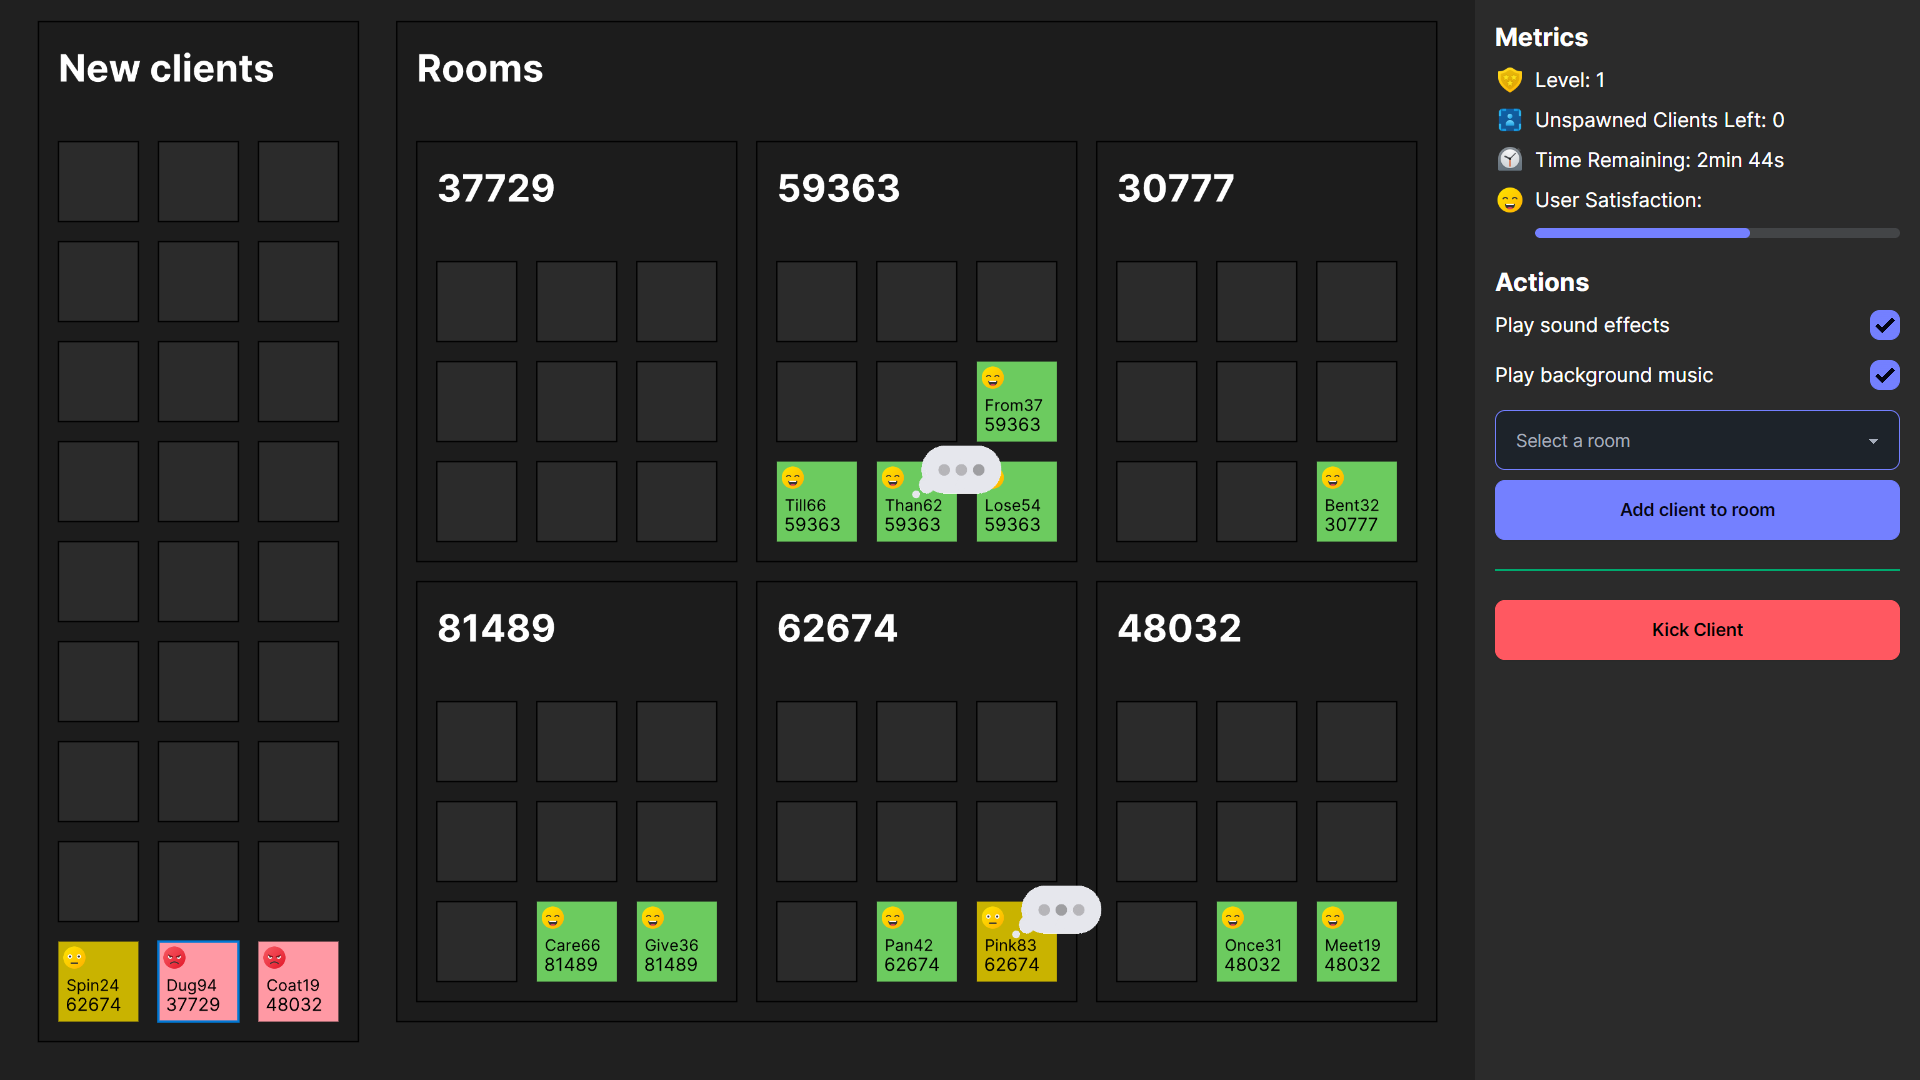 New clients
Spin24
62674
Dug94
37729
Coat19
48032
Rooms
37729
59363
From37
59363
Till66
59363
Than62
59363
Lose54
59363
30777
Bent32
30777
81489
Care66
81489
Give36
81489
62674
Pan42
62674
Pink83
62674
48032
Once31
48032
Meet19
48032
Metrics
Level: 1
Unspawned Clients Left: 0
Time Remaining: 2min 44s
User Satisfaction:
Actions
Play sound effects
Play background music
Select a room
Add client to room
Kick Client